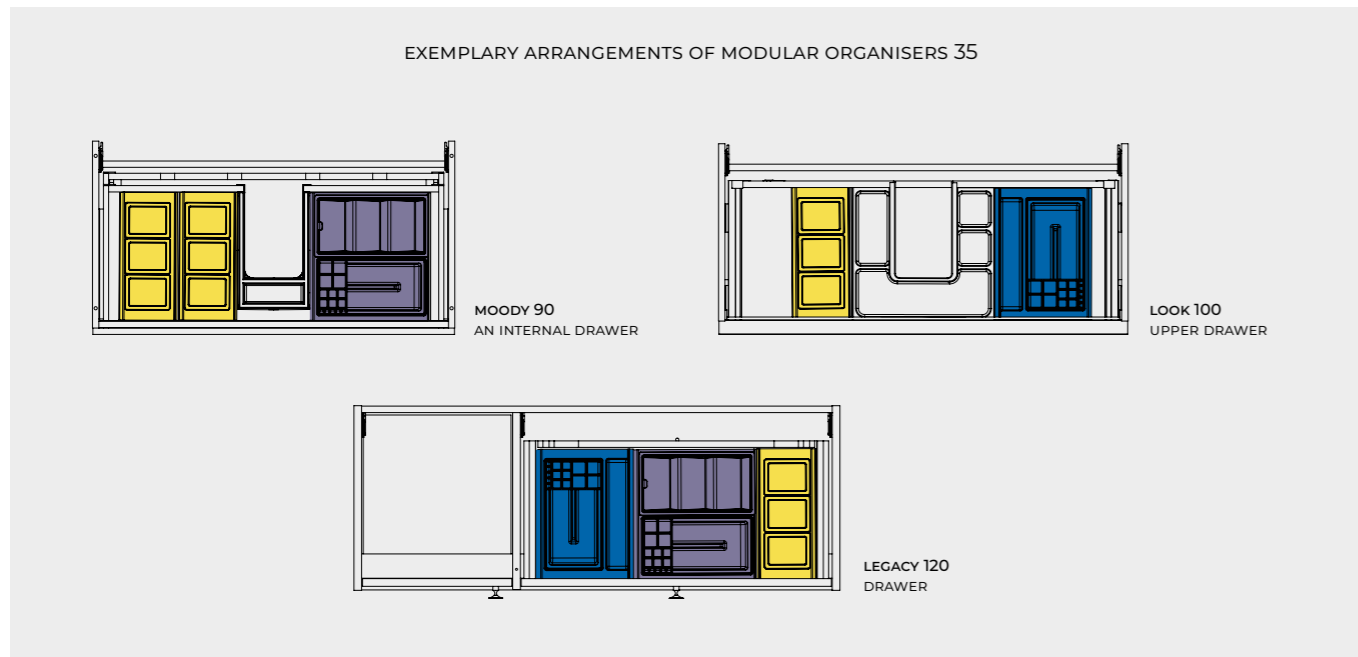 EXEMPLARY ARRANGEMENTS OF MODULAR ORGANISERS 35
MOODY 90
AN INTERNAL DRAWER
LOOK 100
UPPER DRAWER
LEGACY 120
DRAWER